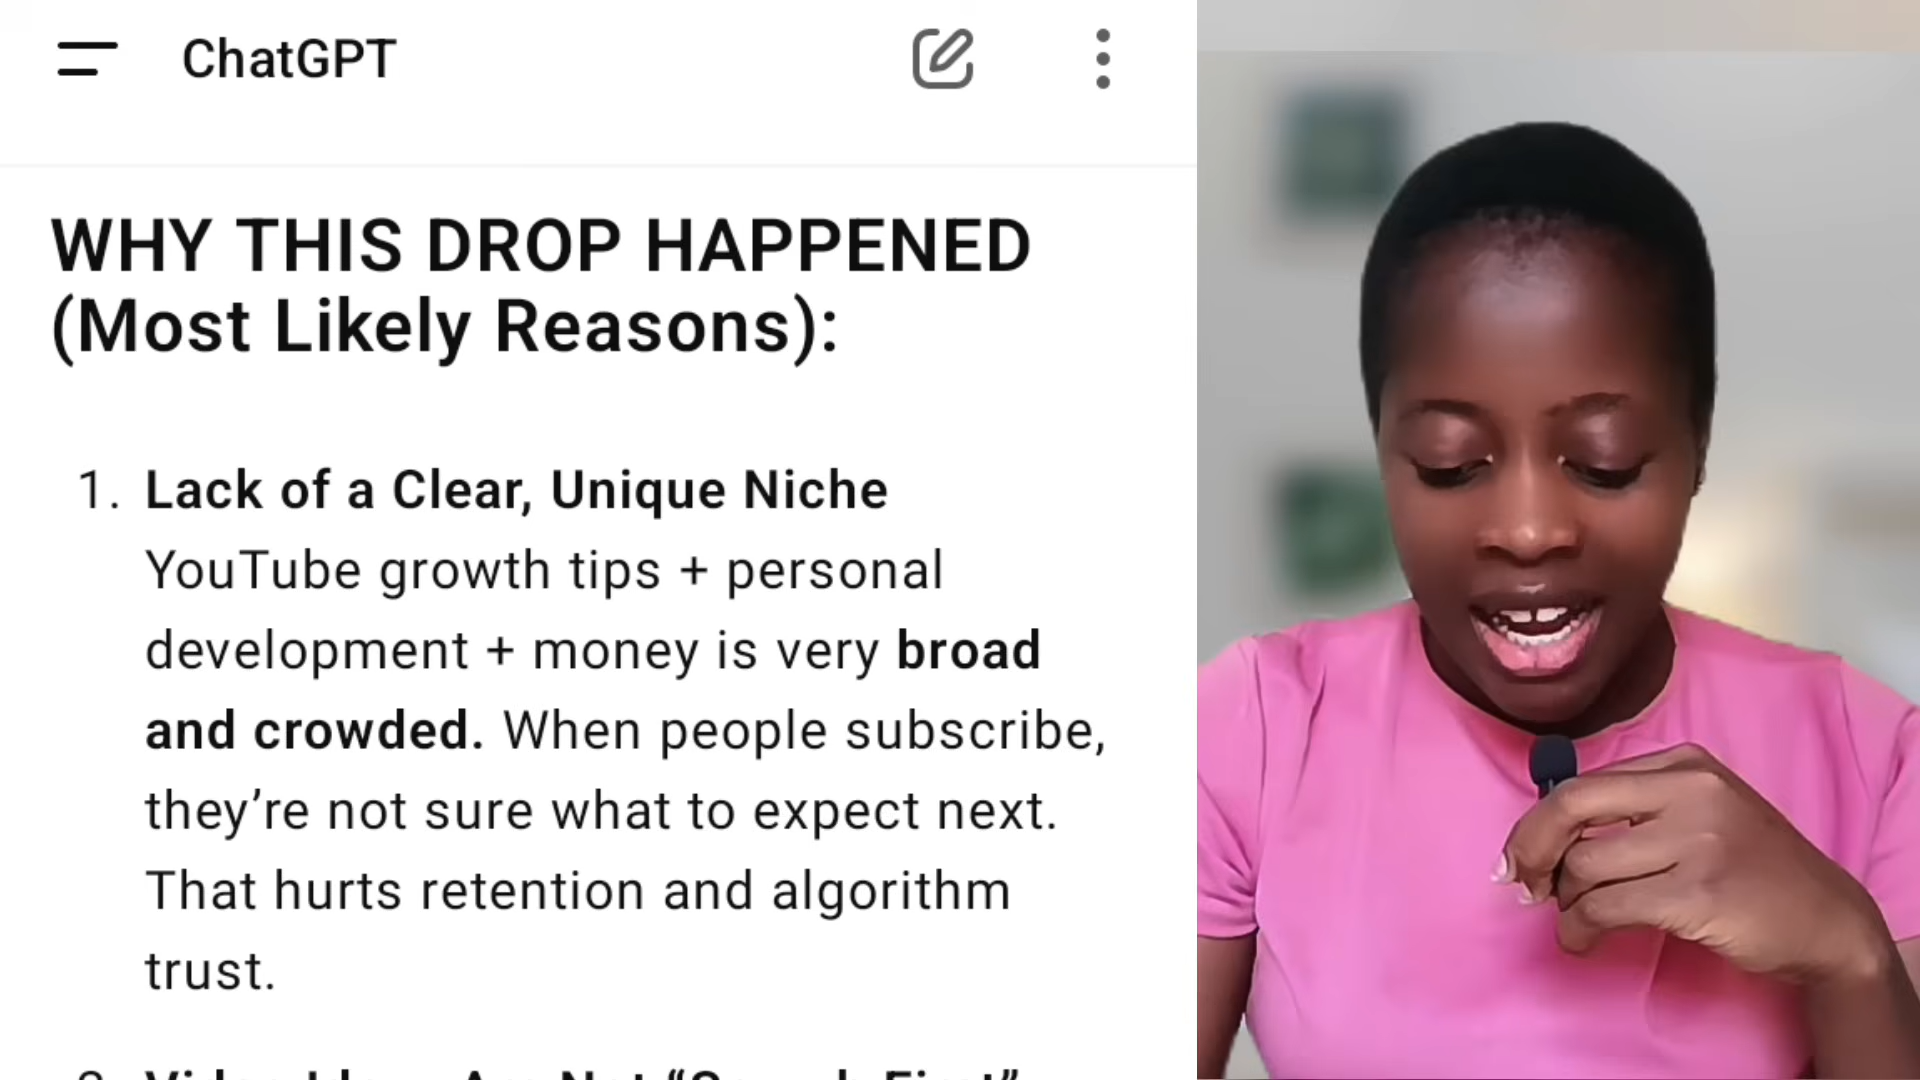 ChatGPT
WHY THIS DROP HAPPENED
(Most Likely Reasons):
1. Lack of a Clear, Unique Niche
YouTube growth tips + personal
development + money is very broad
and crowded. When people subscribe,
they’re not sure what to expect next.
That hurts retention and algorithm
trust.